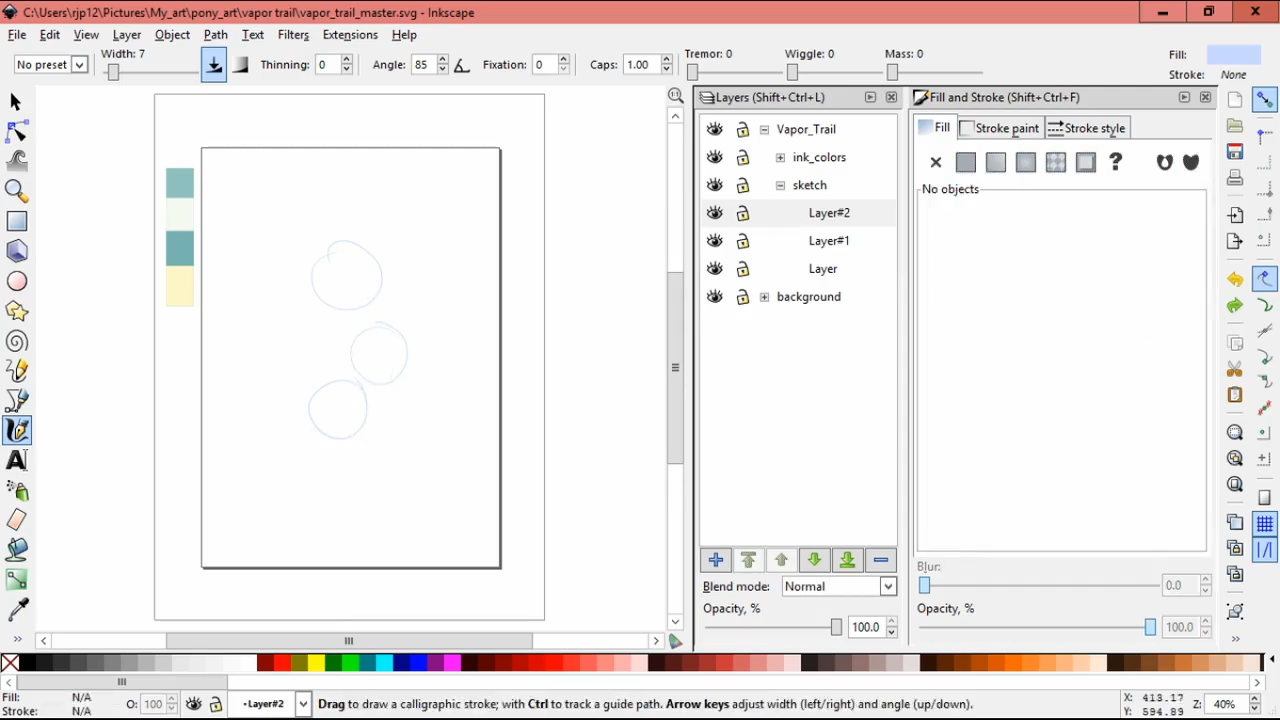 C:\Users\rjp12\Pictures\My_art\pony_art\vapor trail\vapor_trail_master.svg - Inkscape
File Edit View Layer Object Path Text Filters Extensions Help
No preset Width: 7 Thinning: 0 Angle: 85 Fixation: 0 Caps: 1.00 Tremor: 0 Wiggle: 0 Mass: 0 Fill:
Stroke: None
Layers (Shift+Ctrl+L)
Vapor_Trail
ink_colors
sketch
Layer#2
Layer#1
Layer
background
Blend mode: Normal
Opacity, % 100.0
Fill and Stroke (Shift+Ctrl+F)
Fill Stroke paint Stroke style
No objects
Blur:
0.0
Opacity, %
100.0
Fill: N/A
Stroke: N/A
O: 100
•Layer#2
Drag to draw a calligraphic stroke; with Ctrl to track a guide path. Arrow keys adjust width (left/right) and angle (up/down).
X: 413.17
Y: 594.89
Z: 40%